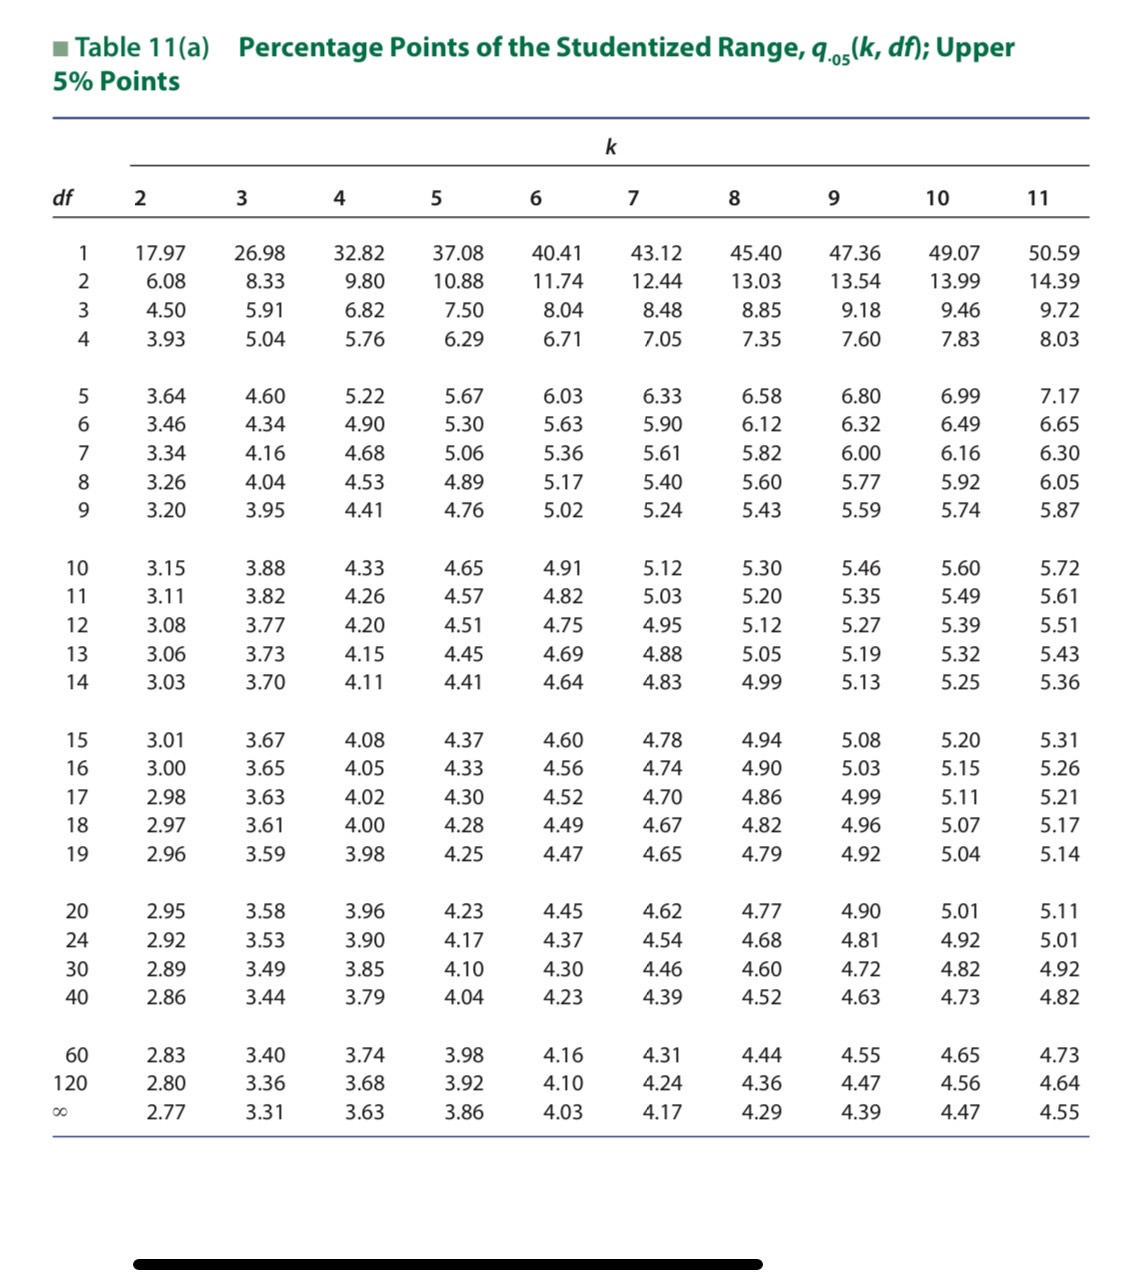 Table 11(a) Percentage Points of the Studentized Range, q.05(k, df); Upper
5% Points
k
df 2 3 4 5 6 7 8 9 10 11
1 17.97 26.98 32.82 37.08 40.41 43.12 45.40 47.36 49.07 50.59
2 6.08 8.33 9.80 10.88 11.74 12.44 13.03 13.54 13.99 14.39
3 4.50 5.91 6.82 7.50 8.04 8.48 8.85 9.18 9.46 9.72
4 3.93 5.04 5.76 6.29 6.71 7.05 7.35 7.60 7.83 8.03
5 3.64 4.60 5.22 5.67 6.03 6.33 6.58 6.80 6.99 7.17
6 3.46 4.34 4.90 5.30 5.63 5.90 6.12 6.32 6.49 6.65
7 3.34 4.16 4.68 5.06 5.36 5.61 5.82 6.00 6.16 6.30
8 3.26 4.04 4.53 4.89 5.17 5.40 5.60 5.77 5.92 6.05
9 3.20 3.95 4.41 4.76 5.02 5.24 5.43 5.59 5.74 5.87
10 3.15 3.88 4.33 4.65 4.91 5.12 5.30 5.46 5.60 5.72
11 3.11 3.82 4.26 4.57 4.82 5.03 5.20 5.35 5.49 5.61
12 3.08 3.77 4.20 4.51 4.75 4.95 5.12 5.27 5.39 5.51
13 3.06 3.73 4.15 4.45 4.69 4.88 5.05 5.19 5.32 5.43
14 3.03 3.70 4.11 4.41 4.64 4.83 4.99 5.13 5.25 5.36
15 3.01 3.67 4.08 4.37 4.60 4.78 4.94 5.08 5.20 5.31
16 3.00 3.65 4.05 4.33 4.56 4.74 4.90 5.03 5.15 5.26
17 2.98 3.63 4.02 4.30 4.52 4.70 4.86 4.99 5.11 5.21
18 2.97 3.61 4.00 4.28 4.49 4.67 4.82 4.96 5.07 5.17
19 2.96 3.59 3.98 4.25 4.47 4.65 4.79 4.92 5.04 5.14
20 2.95 3.58 3.96 4.23 4.45 4.62 4.77 4.90 5.01 5.11
24 2.92 3.53 3.90 4.17 4.37 4.54 4.68 4.81 4.92 5.01
30 2.89 3.49 3.85 4.10 4.30 4.46 4.60 4.72 4.82 4.92
40 2.86 3.44 3.79 4.04 4.23 4.39 4.52 4.63 4.73 4.82
60 2.83 3.40 3.74 3.98 4.16 4.31 4.44 4.55 4.65 4.73
120 2.80 3.36 3.68 3.92 4.10 4.24 4.36 4.47 4.56 4.64
∞ 2.77 3.31 3.63 3.86 4.03 4.17 4.29 4.39 4.47 4.55